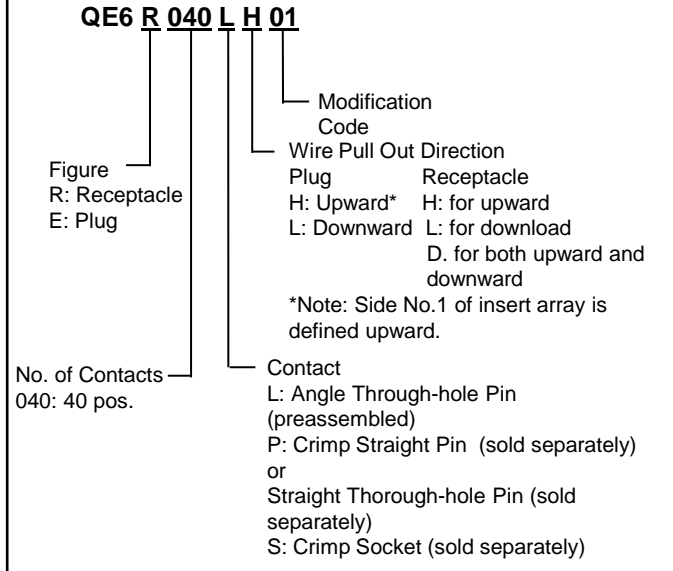 QE6 R 040 L H 01
Modification
Code
Wire Pull Out Direction
Plug Receptacle
H: Upward* H: for upward
L: Downward L: for download
D. for both upward and
downward
*Note: Side No.1 of insert array is
defined upward.
Figure
R: Receptacle
E: Plug
No. of Contacts
040: 40 pos.
Contact
L: Angle Through-hole Pin
(preassembled)
P: Crimp Straight Pin (sold separately)
or
Straight Thorough-hole Pin (sold
separately)
S: Crimp Socket (sold separately)